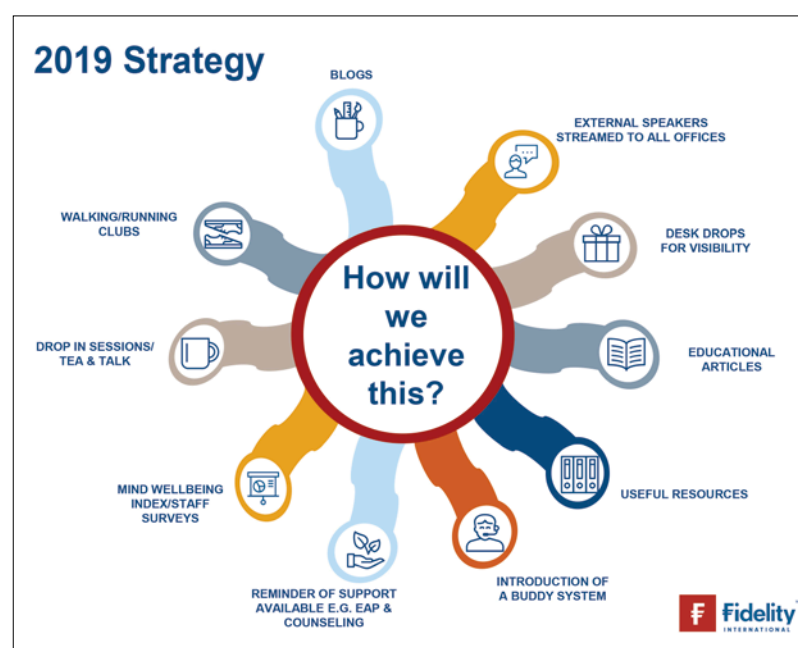 2019 Strategy
BLOGS
EXTERNAL SPEAKERS
STREAMED TO ALL OFFICES
WALKING/RUNNING
CLUBS
DESK DROPS
FOR VISIBILITY
How will
we
achieve
this?
DROP IN SESSIONS/
TEA & TALK
EDUCATIONAL
ARTICLES
MIND WELLBEING
INDEX/STAFF
SURVEYS
USEFUL RESOURCES
REMINDER OF SUPPORT
AVAILABLE E.G. EAP &
COUNSELING
INTRODUCTION OF
A BUDDY SYSTEM
Fidelity
INTERNATIONAL